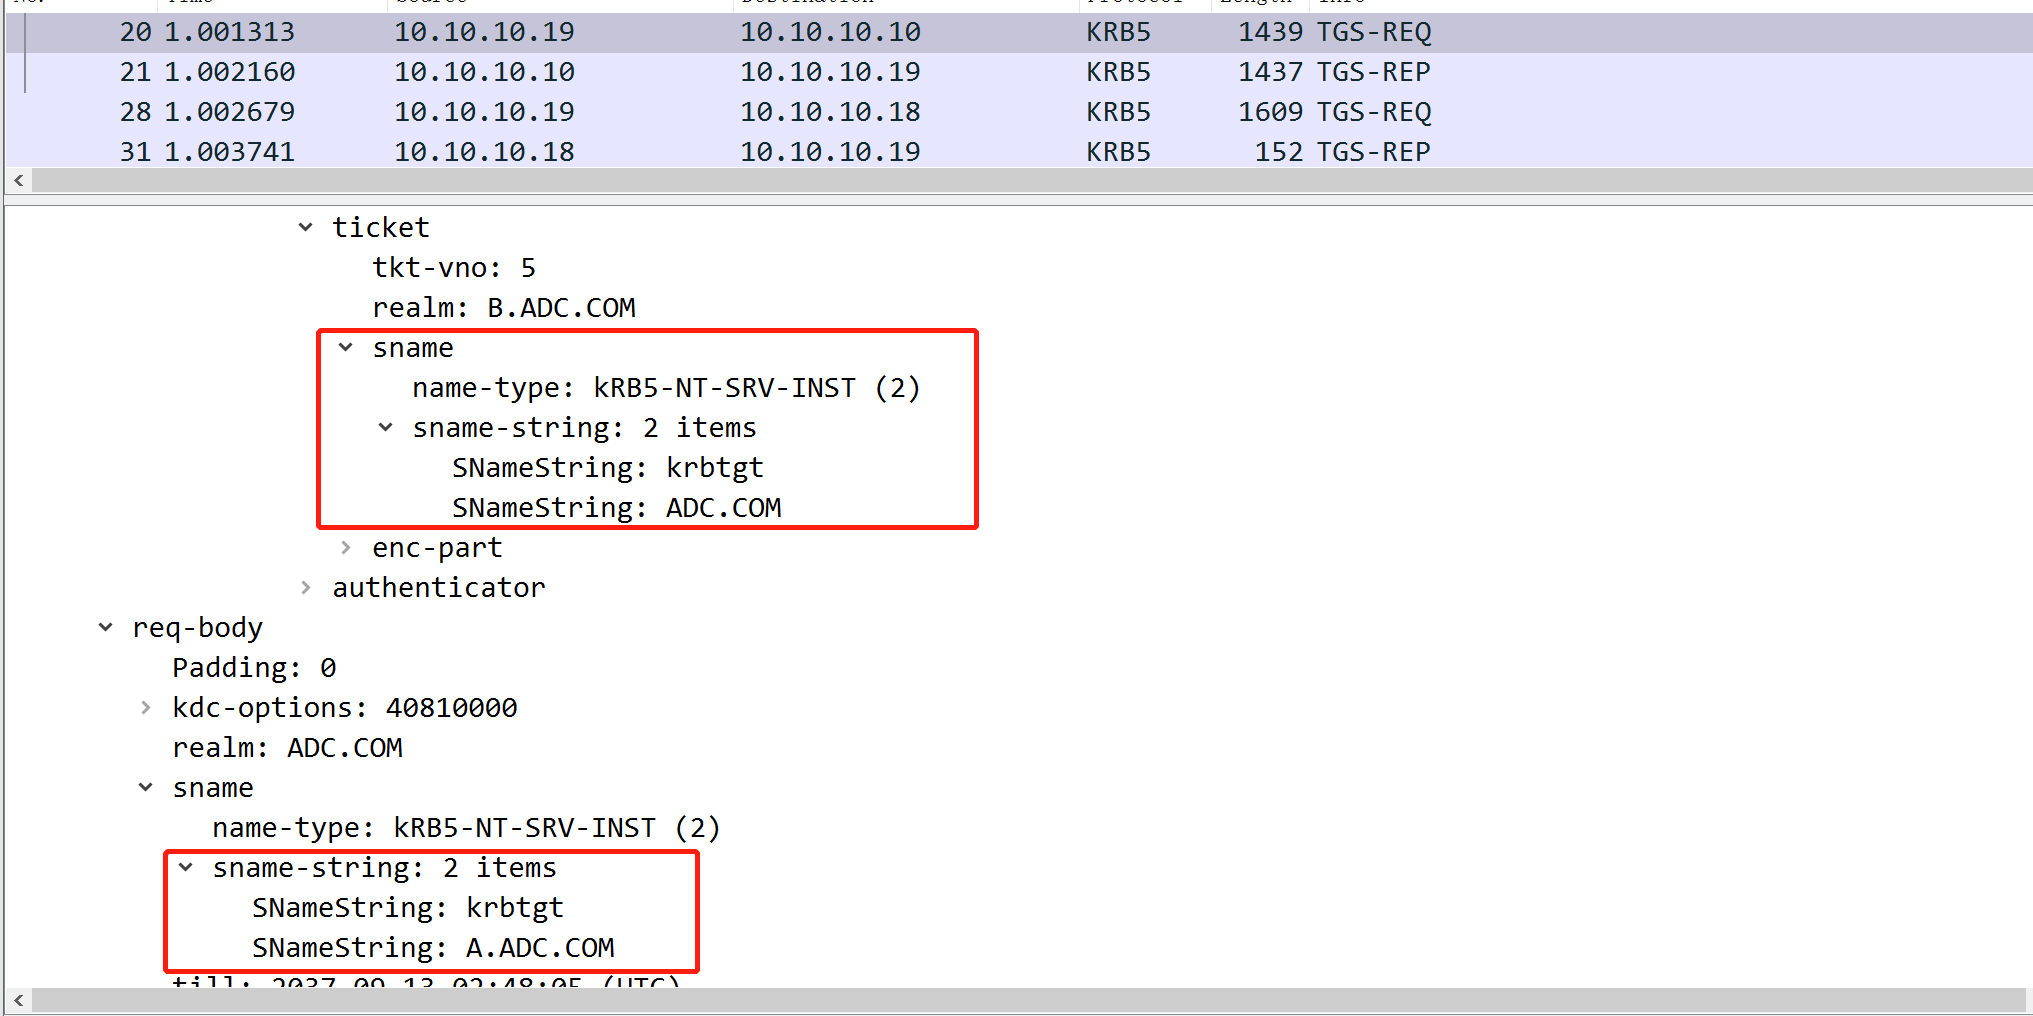 No. Time Source Destination Protocol Length Info
20 1.001313 10.10.10.19 10.10.10.10 KRB5 1439 TGS-REQ
21 1.002160 10.10.10.10 10.10.10.19 KRB5 1437 TGS-REP
28 1.002679 10.10.10.19 10.10.10.18 KRB5 1609 TGS-REQ
31 1.003741 10.10.10.18 10.10.10.19 KRB5 152 TGS-REP
ticket
tkt-vno: 5
realm: B.ADC.COM
sname
name-type: kRB5-NT-SRV-INST (2)
sname-string: 2 items
SNameString: krbtgt
SNameString: ADC.COM
enc-part
authenticator
req-body
Padding: 0
kdc-options: 40810000
realm: ADC.COM
sname
name-type: kRB5-NT-SRV-INST (2)
sname-string: 2 items
SNameString: krbtgt
SNameString: A.ADC.COM
till: 2037-09-13 02:48:05 (UTC)